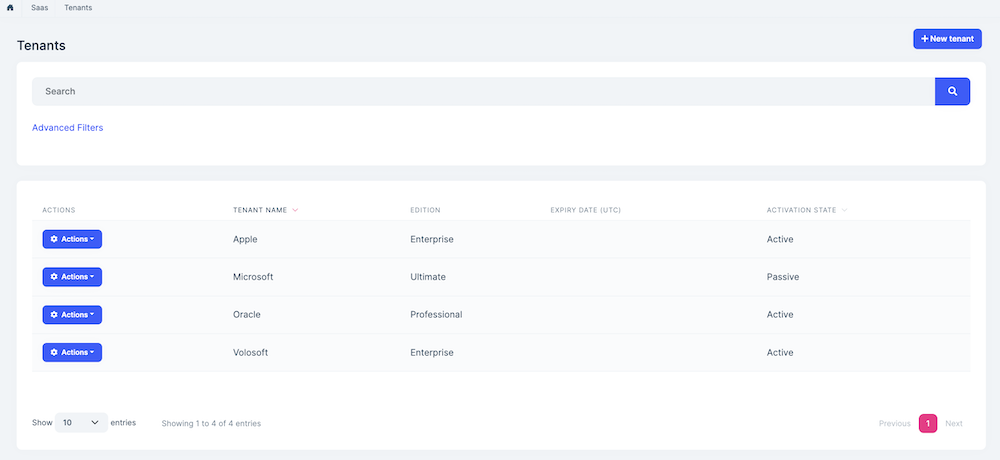 Saas Tenants
Tenants
New tenant
Search
Advanced Filters
ACTIONS TENANT NAME EDITION EXPIRY DATE (UTC) ACTIVATION STATE
Actions Apple Enterprise Active
Actions Microsoft Ultimate Passive
Actions Oracle Professional Active
Actions Volosoft Enterprise Active
Show 10 entries Showing 1 to 4 of 4 entries Previous 1 Next